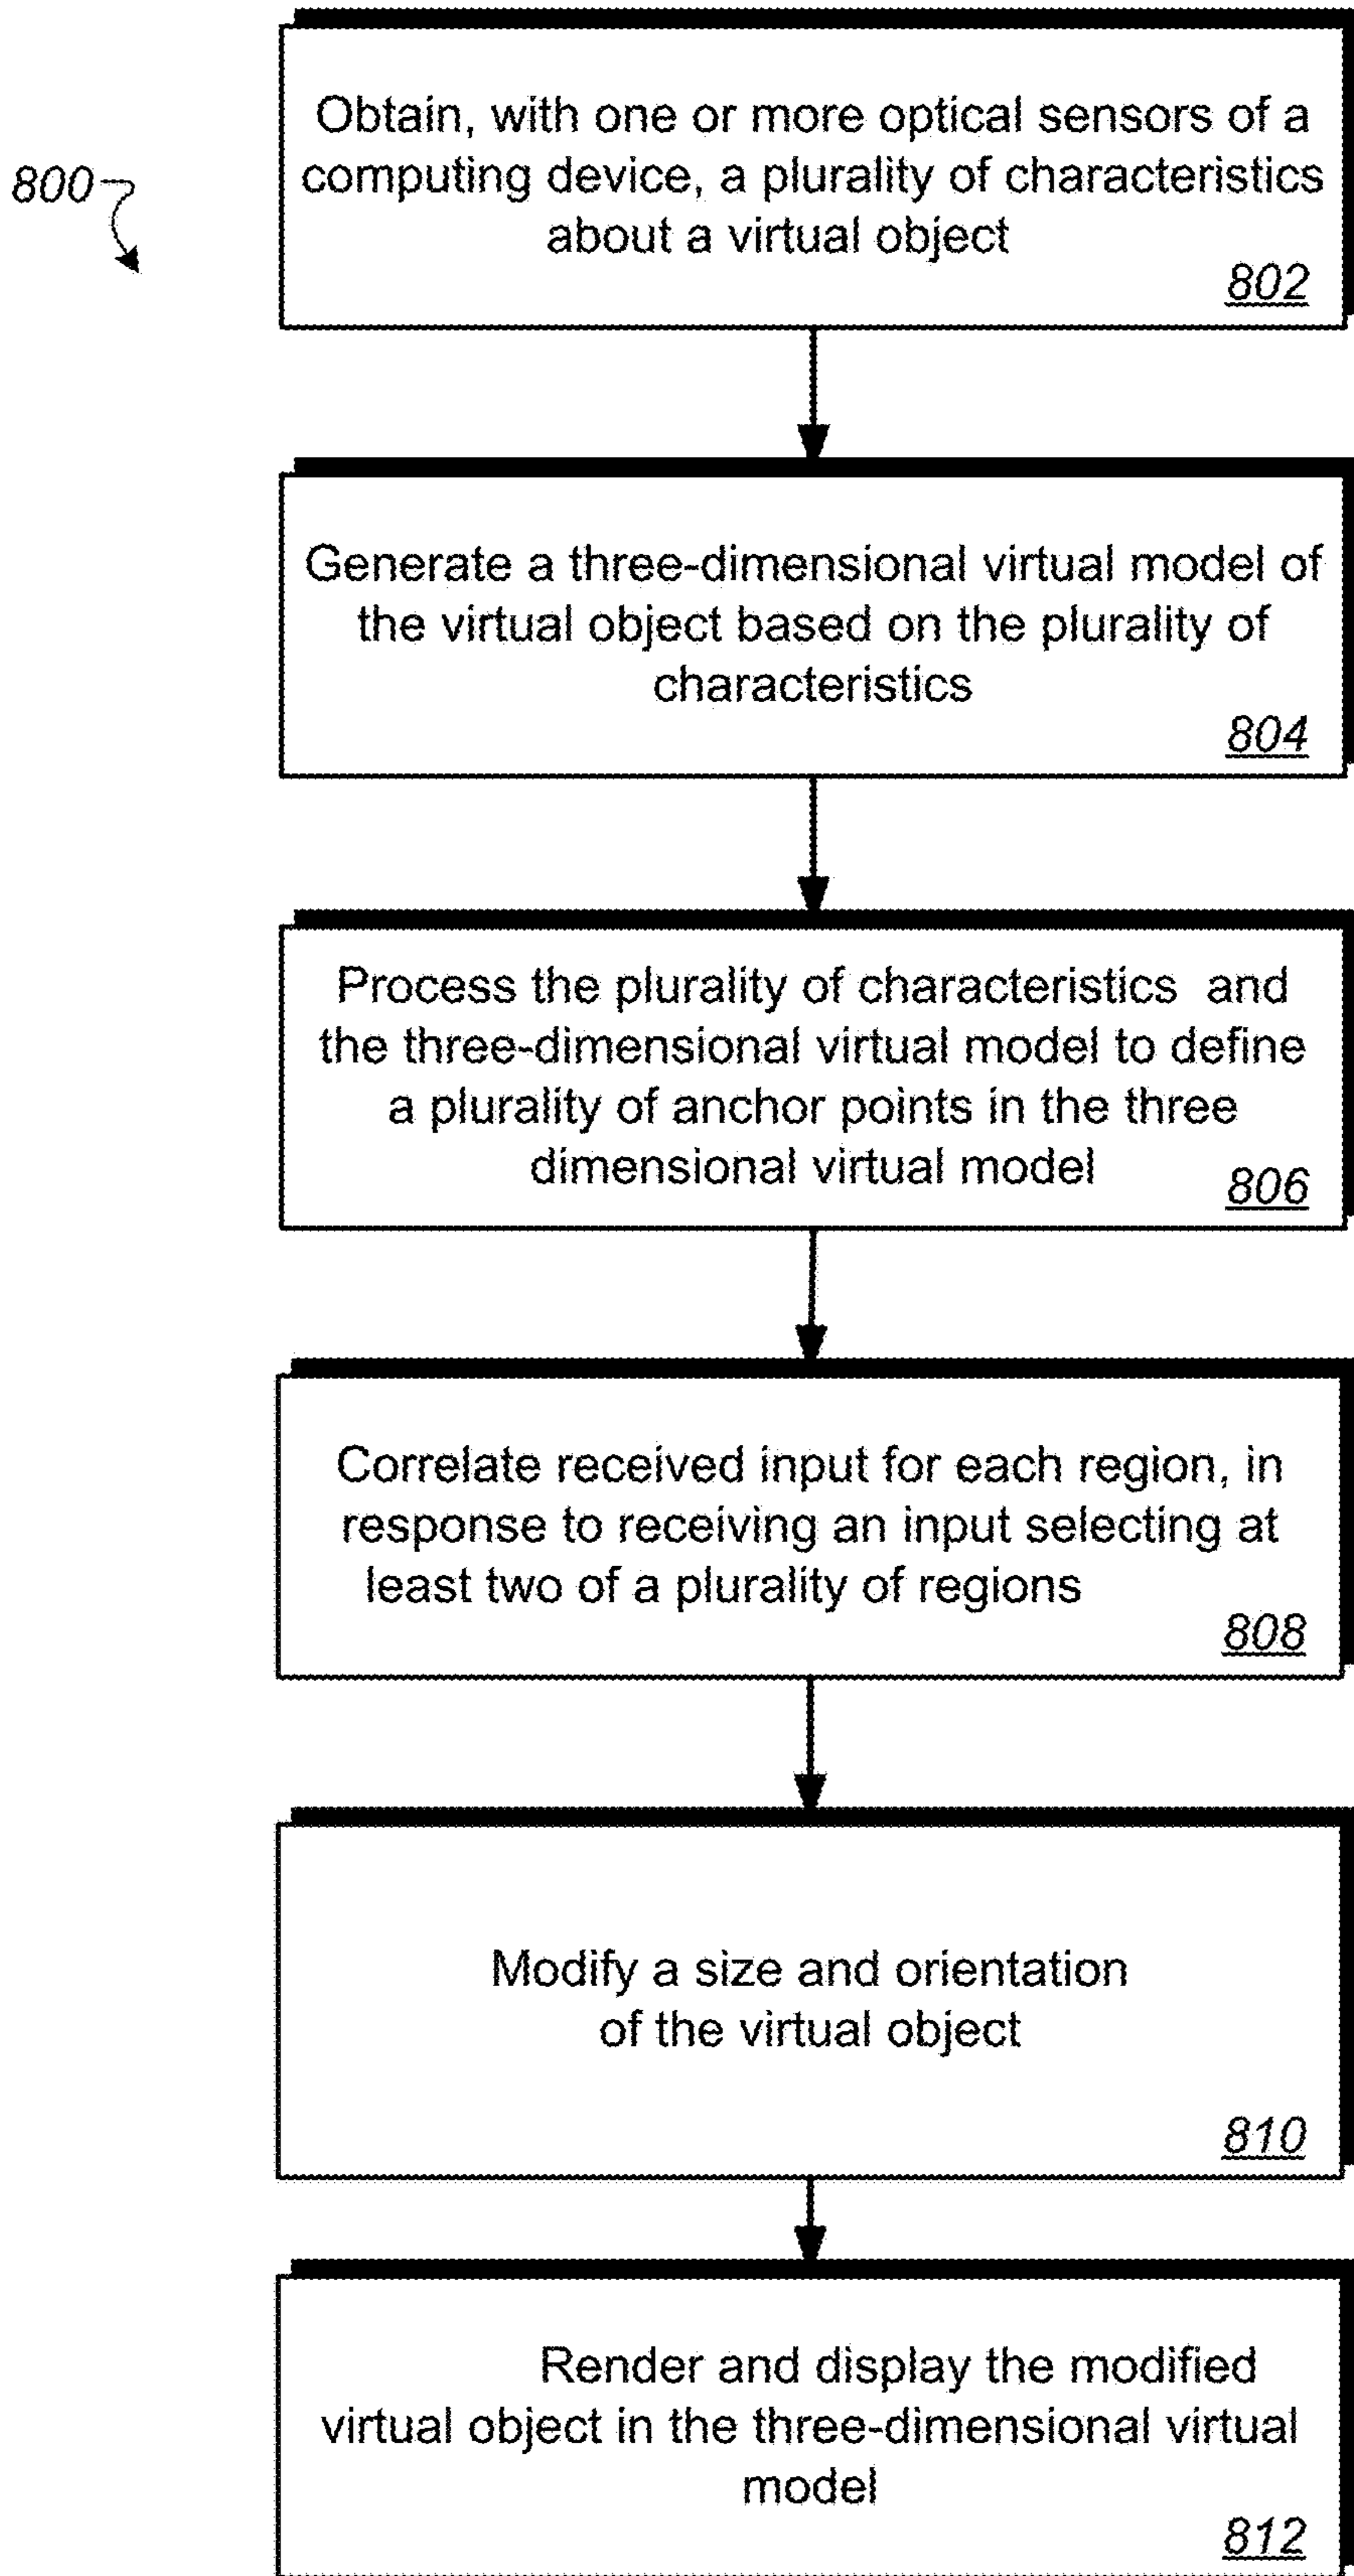 800
Obtain, with one or more optical sensors of a
computing device, a plurality of characteristics
about a virtual object
802
Generate a three-dimensional virtual model of
the virtual object based on the plurality of
characteristics
804
Process the plurality of characteristics and
the three-dimensional virtual model to define
a plurality of anchor points in the three
dimensional virtual model
806
Correlate received input for each region, in
response to receiving an input selecting at
least two of a plurality of regions
808
Modify a size and orientation
of the virtual object
810
Render and display the modified
virtual object in the three-dimensional virtual
model
812